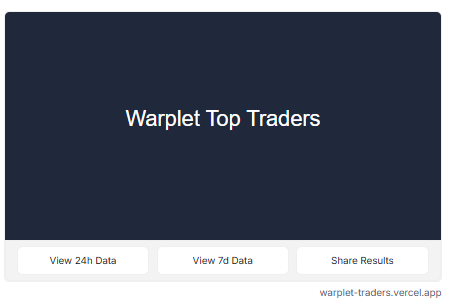 Warplet Top Traders
View 24h Data
View 7d Data
Share Results
warplet-traders.vercel.app